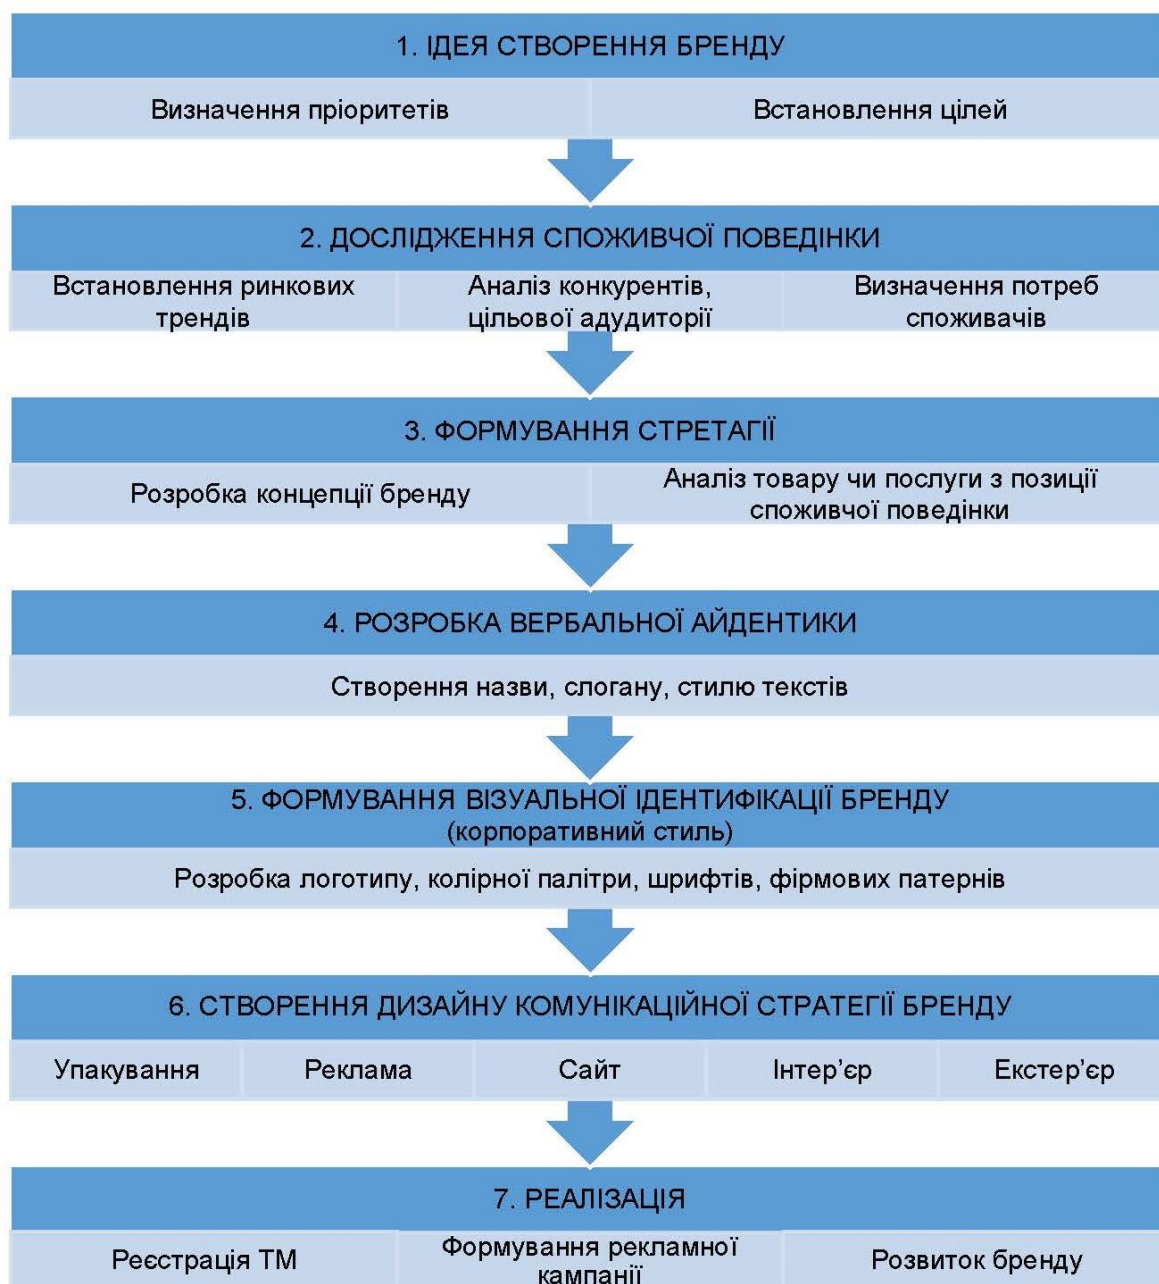 1. ІДЕЯ СТВОРЕННЯ БРЕНДУ
Визначення пріоритетів
Встановлення цілей
2. ДОСЛІДЖЕННЯ СПОЖИВЧОЇ ПОВЕДІНКИ
Встановлення ринкових
трендів
Аналіз конкурентів,
цільової адудиторії
Визначення потреб
споживачів
3. ФОРМУВАННЯ СТРЕТАГІЇ
Розробка концепції бренду
Аналіз товару чи послуги з позиції
споживчої поведінки
4. РОЗРОБКА ВЕРБАЛЬНОЇ АЙДЕНТИКИ
Створення назви, слогану, стилю текстів
5. ФОРМУВАННЯ ВІЗУАЛЬНОЇ ІДЕНТИФІКАЦІЇ БРЕНДУ
(корпоративний стиль)
Розробка логотипу, колірної палітри, шрифтів, фірмових патернів
6. СТВОРЕННЯ ДИЗАЙНУ КОМУНІКАЦІЙНОЇ СТРАТЕГІЇ БРЕНДУ
Упакування
Реклама
Сайт
Інтер’єр
Екстер’єр
7. РЕАЛІЗАЦІЯ
Реєстрація ТМ
Формування рекламної
кампанії
Розвиток бренду